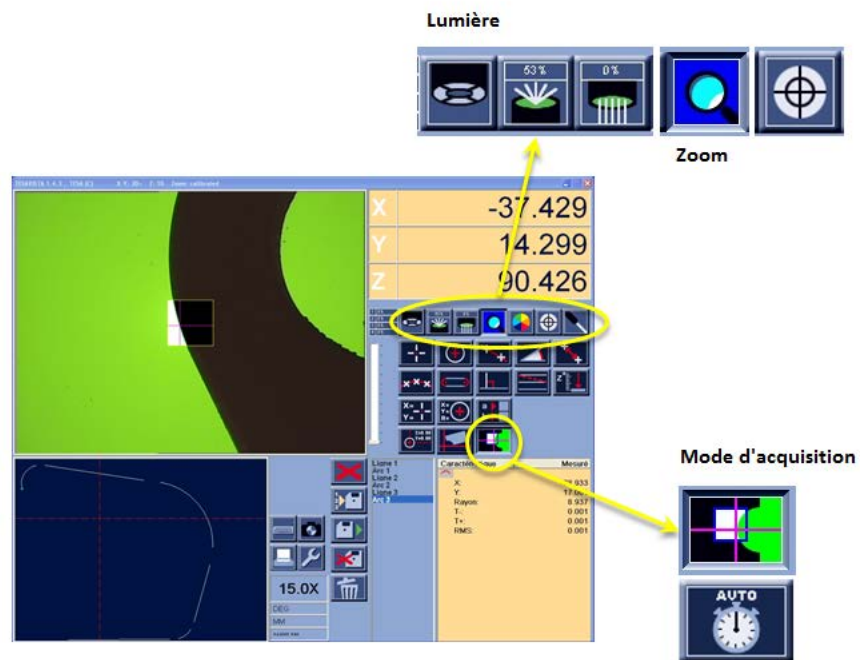 Lumière
53% 0%
Zoom
X -37.429
Y 14.299
Z 90.426
Mode d'acquisition
AUTO
Ligne 1
Arc 1
Ligne 2
Arc 2
Ligne 3
Arc 3
Mesuré
X:
Y:
Rayon: 8.937
T-: 0.001
T+: 0.001
RMS: 0.001
15.0X
DEG
MM